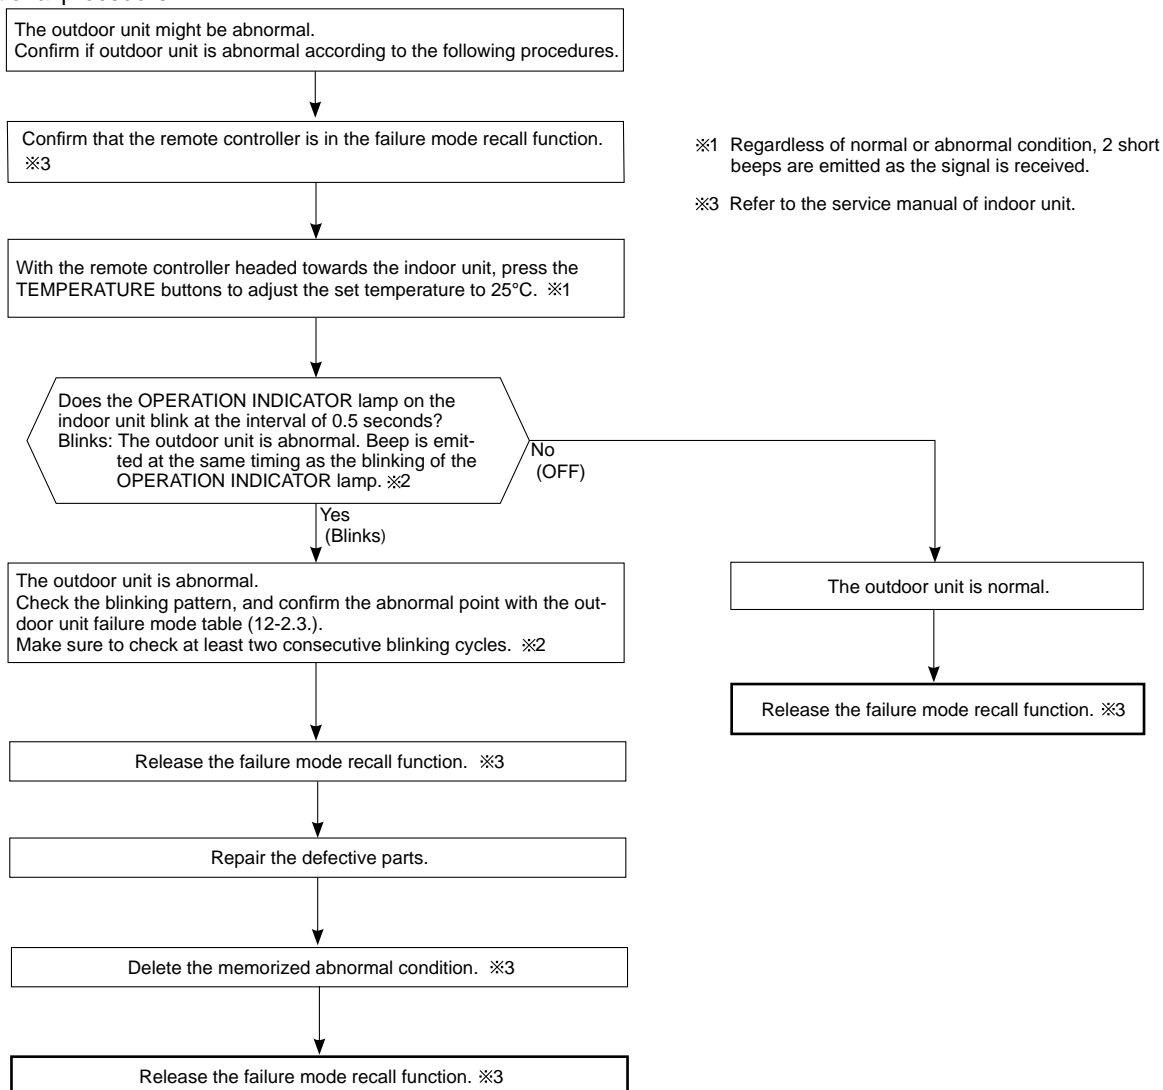 The outdoor unit might be abnormal.
Confirm if outdoor unit is abnormal according to the following procedures.
Confirm that the remote controller is in the failure mode recall function.
※3
※1 Regardless of normal or abnormal condition, 2 short
beeps are emitted as the signal is received.
※3 Refer to the service manual of indoor unit.
With the remote controller headed towards the indoor unit, press the
TEMPERATURE buttons to adjust the set temperature to 25°C. ※1
Does the OPERATION INDICATOR lamp on the
indoor unit blink at the interval of 0.5 seconds?
Blinks: The outdoor unit is abnormal. Beep is emit-
ted at the same timing as the blinking of the
OPERATION INDICATOR lamp. ※2
No
(OFF)
Yes
(Blinks)
The outdoor unit is abnormal.
Check the blinking pattern, and confirm the abnormal point with the out-
door unit failure mode table (12-2.3.).
Make sure to check at least two consecutive blinking cycles. ※2
The outdoor unit is normal.
Release the failure mode recall function. ※3
Release the failure mode recall function. ※3
Repair the defective parts.
Delete the memorized abnormal condition. ※3
Release the failure mode recall function. ※3